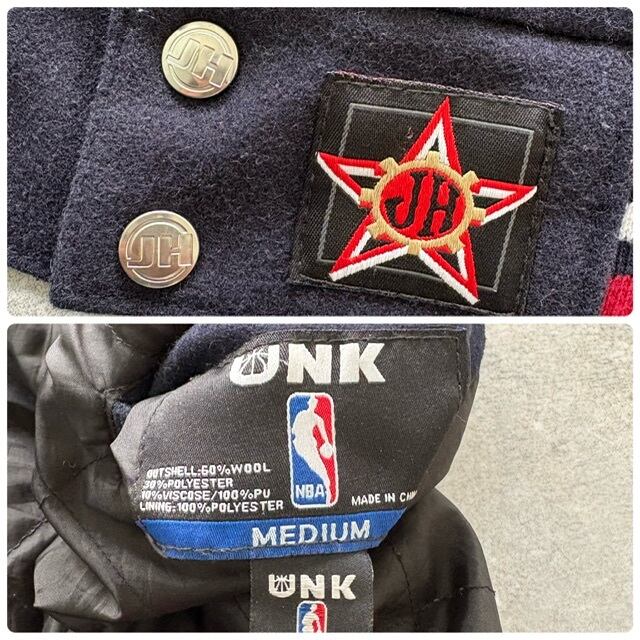 JH
JH
JH
UNK
OUTSHELL:60%WOOL
30%POLYESTER
10%VISCOSE/100%PU
LINING:100%POLYESTER
NBA
MADE IN
MEDIUM
UNK